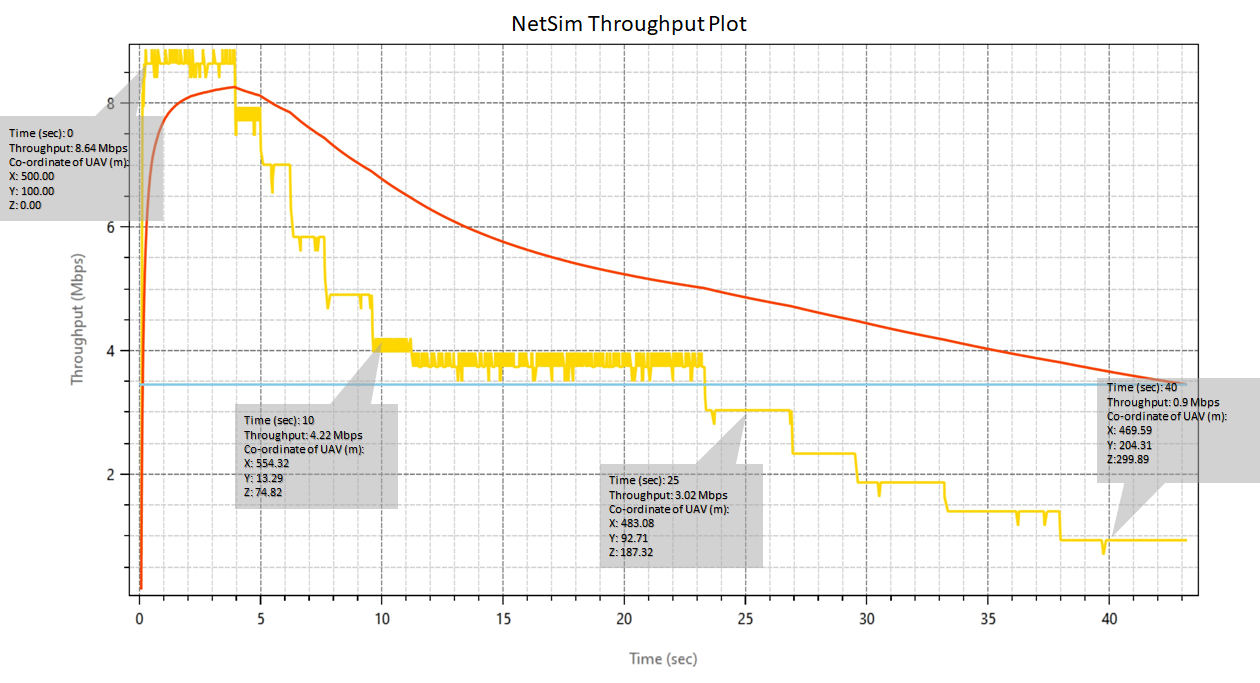 NetSim Throughput Plot
Time (sec): 0
Throughput: 8.64 Mbps
Co-ordinate of UAV (m):
X: 500.00
Y: 100.00
Z: 0.00
Time (sec): 10
Throughput: 4.22 Mbps
Co-ordinate of UAV (m):
X: 554.32
Y: 13.29
Z: 74.82
Time (sec): 25
Throughput: 3.02 Mbps
Co-ordinate of UAV (m):
X: 483.08
Y: 92.71
Z: 187.32
Time (sec): 40
Throughput: 0.9 Mbps
Co-ordinate of UAV (m):
X: 469.59
Y: 204.31
Z:299.89
Throughput (Mbps)
8
6
4
2
0 5 10 15 20 25 30 35 40
Time (sec)